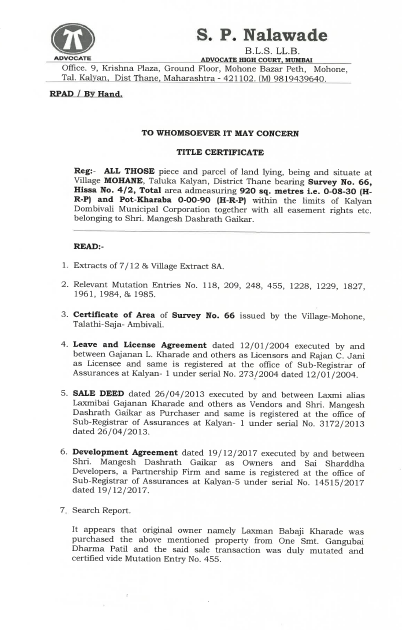 S. P. Nalawade
B.L.S. LL.B.
ADVOCATE
ADVOCATE HIGH COURT, MUMBAI
Office. 9, Krishna Plaza, Ground Floor, Mohone Bazar Peth, Mohone,
Tal. Kalyan, Dist Thane, Maharashtra - 421102. (M) 9819439640.
RPAD / By Hand.
TO WHOMSOEVER IT MAY CONCERN
TITLE CERTIFICATE
Reg:- ALL THOSE piece and parcel of land lying, being and situate at
Village MOHANE, Taluka Kalyan, District Thane bearing Survey No. 66,
Hissa No. 4/2, Total area admeasuring 920 sq. metres i.e. 0-08-30 (H-
R-P) and Pot-Kharaba 0-00-90 (H-R-P) within the limits of Kalyan
Dombivali Municipal Corporation together with all easement rights etc.
belonging to Shri. Mangesh Dashrath Gaikar.
READ:-
1. Extracts of 7/12 & Village Extract 8A.
2. Relevant Mutation Entries No. 118, 209, 248, 455, 1228, 1229, 1827,
1961, 1984, & 1985.
3. Certificate of Area of Survey No. 66 issued by the Village-Mohone,
Talathi-Saja- Ambivali.
4. Leave and License Agreement dated 12/01/2004 executed by and
between Gajanan L. Kharade and others as Licensors and Rajan C. Jani
as Licensee and same is registered at the office of Sub-Registrar of
Assurances at Kalyan- 1 under serial No. 273/2004 dated 12/01/2004.
5. SALE DEED dated 26/04/2013 executed by and between Laxmi alias
Laxmibai Gajanan Kharade and others as Vendors and Shri. Mangesh
Dashrath Gaikar as Purchaser and same is registered at the office of
Sub-Registrar of Assurances at Kalyan- 1 under serial No. 3172/2013
dated 26/04/2013.
6. Development Agreement dated 19/12/2017 executed by and between
Shri. Mangesh Dashrath Gaikar as Owners and Sai Sharddha
Developers, a Partnership Firm and same is registered at the office of
Sub-Registrar of Assurances at Kalyan-5 under serial No. 14515/2017
dated 19/12/2017.
7. Search Report.
It appears that original owner namely Laxman Babaji Kharade was
purchased the above mentioned property from One Smt. Gangubai
Dharma Patil and the said sale transaction was duly mutated and
certified vide Mutation Entry No. 455.